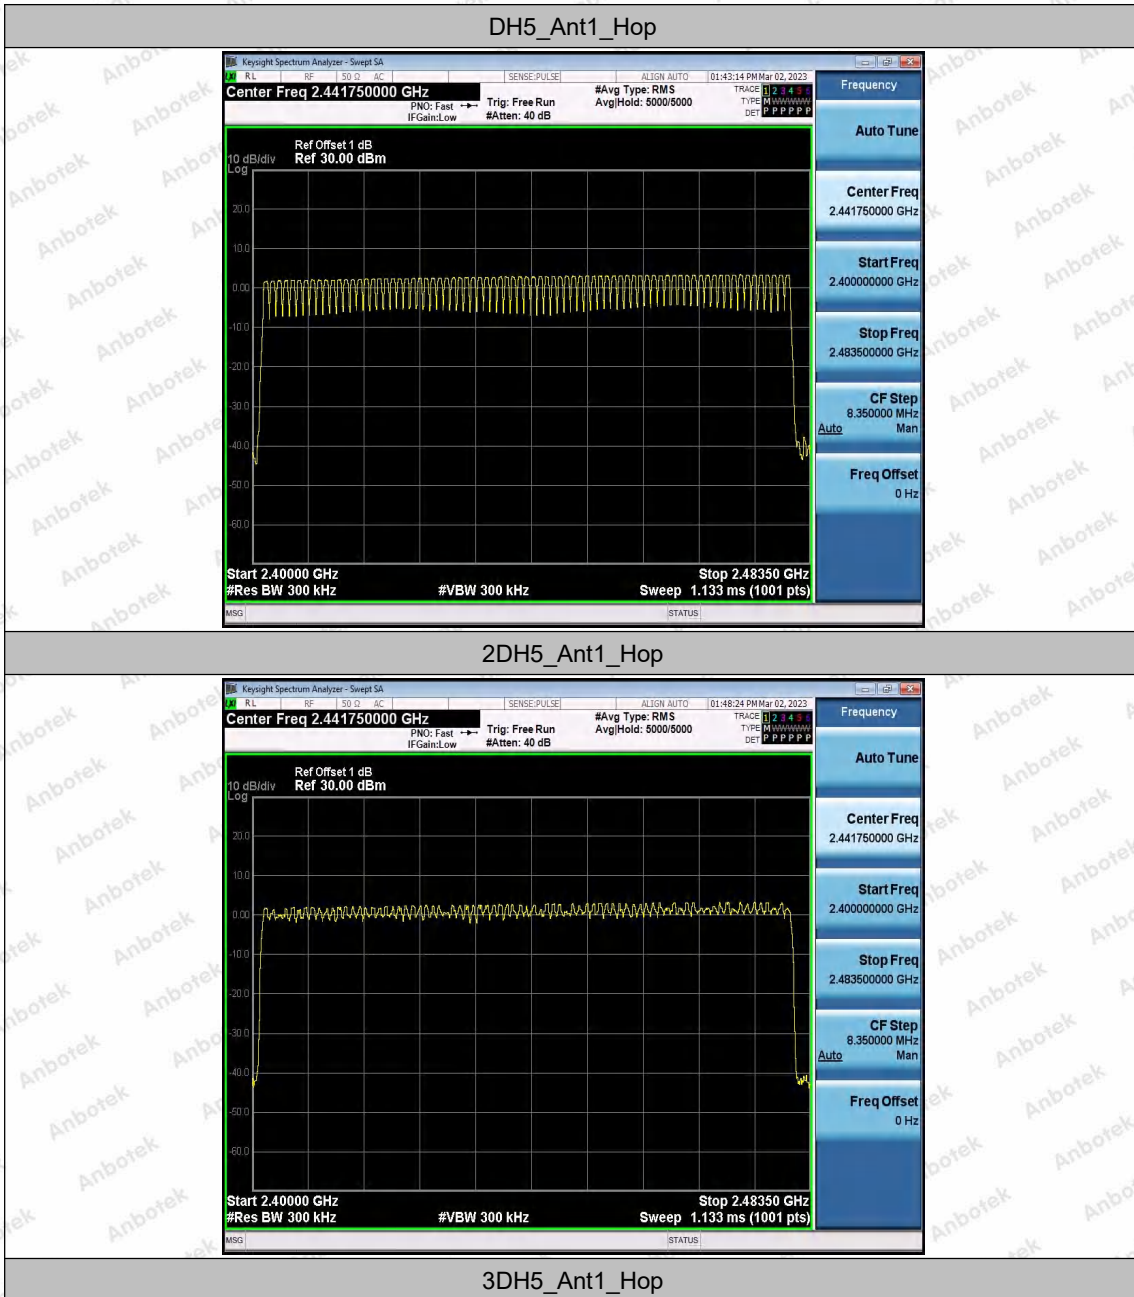 DH5_Ant1_Hop
Keysight Spectrum Analyzer - Swept SA
RL RF 50 Ω AC SENSE:PULSE ALIGN AUTO 01:43:14 PM Mar 02, 2023
Center Freq 2.441750000 GHz
PNO: Fast
IFGain:Low
Trig: Free Run
#Atten: 40 dB
#Avg Type: RMS
Avg|Hold: 5000/5000
TRACE 1 2 3 4 5 6
TYPE M WWWWW
DET P P P P P P
Ref Offset 1 dB
10 dB/div Ref 30.00 dBm
Log
20.0
10.0
0.00
-10.0
-20.0
-30.0
-40.0
-50.0
-60.0
Start 2.40000 GHz Stop 2.48350 GHz
#Res BW 300 kHz #VBW 300 kHz Sweep 1.133 ms (1001 pts)
MSG STATUS
Frequency
Auto Tune
Center Freq
2.441750000 GHz
Start Freq
2.400000000 GHz
Stop Freq
2.483500000 GHz
CF Step
8.350000 MHz
Auto Man
Freq Offset
0 Hz
2DH5_Ant1_Hop
Keysight Spectrum Analyzer - Swept SA
RL RF 50 Ω AC SENSE:PULSE ALIGN AUTO 01:48:24 PM Mar 02, 2023
Center Freq 2.441750000 GHz
PNO: Fast
IFGain:Low
Trig: Free Run
#Atten: 40 dB
#Avg Type: RMS
Avg|Hold: 5000/5000
TRACE 1 2 3 4 5 6
TYPE M WWWWW
DET P P P P P P
Ref Offset 1 dB
10 dB/div Ref 30.00 dBm
Log
20.0
10.0
0.00
-10.0
-20.0
-30.0
-40.0
-50.0
-60.0
Start 2.40000 GHz Stop 2.48350 GHz
#Res BW 300 kHz #VBW 300 kHz Sweep 1.133 ms (1001 pts)
MSG STATUS
Frequency
Auto Tune
Center Freq
2.441750000 GHz
Start Freq
2.400000000 GHz
Stop Freq
2.483500000 GHz
CF Step
8.350000 MHz
Auto Man
Freq Offset
0 Hz
3DH5_Ant1_Hop
Anbotek